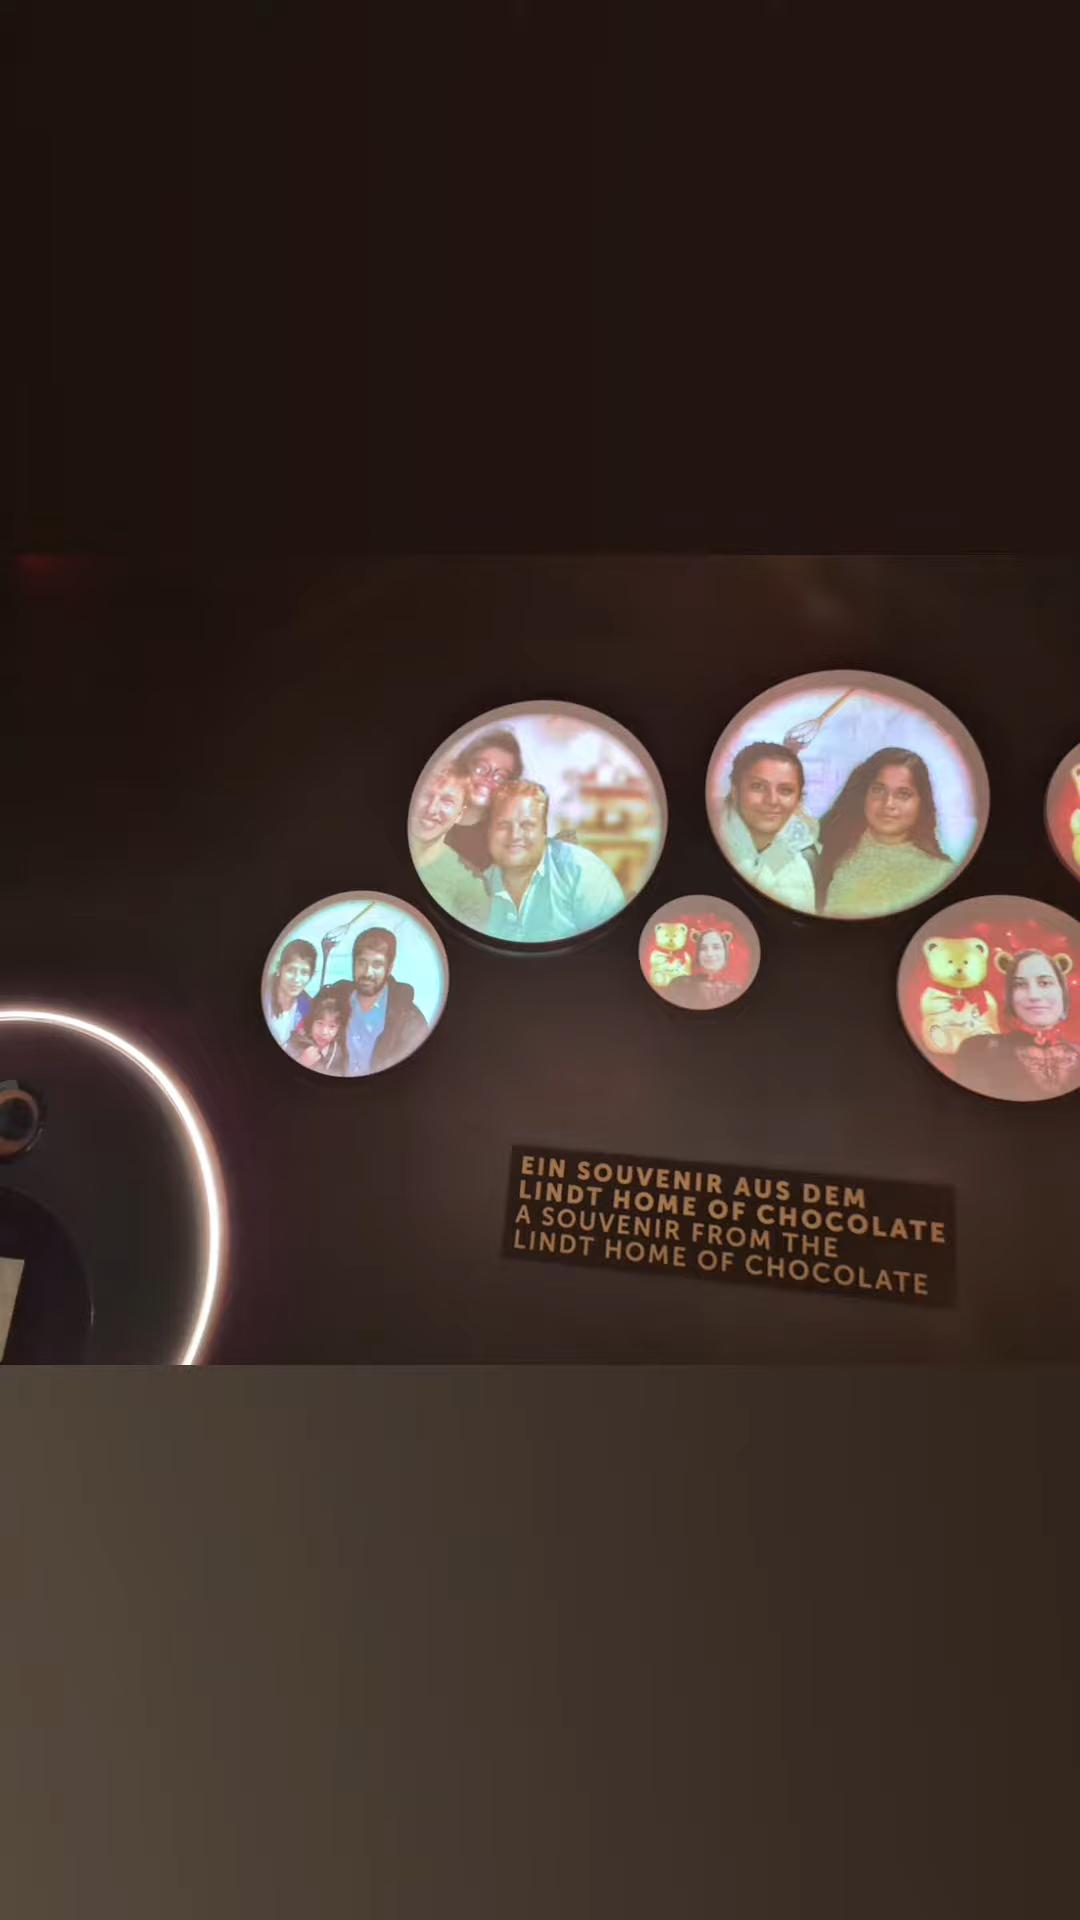 EIN SOUVENIR AUS DEM
LINDT HOME OF CHOCOLATE
A SOUVENIR FROM THE
LINDT HOME OF CHOCOLATE